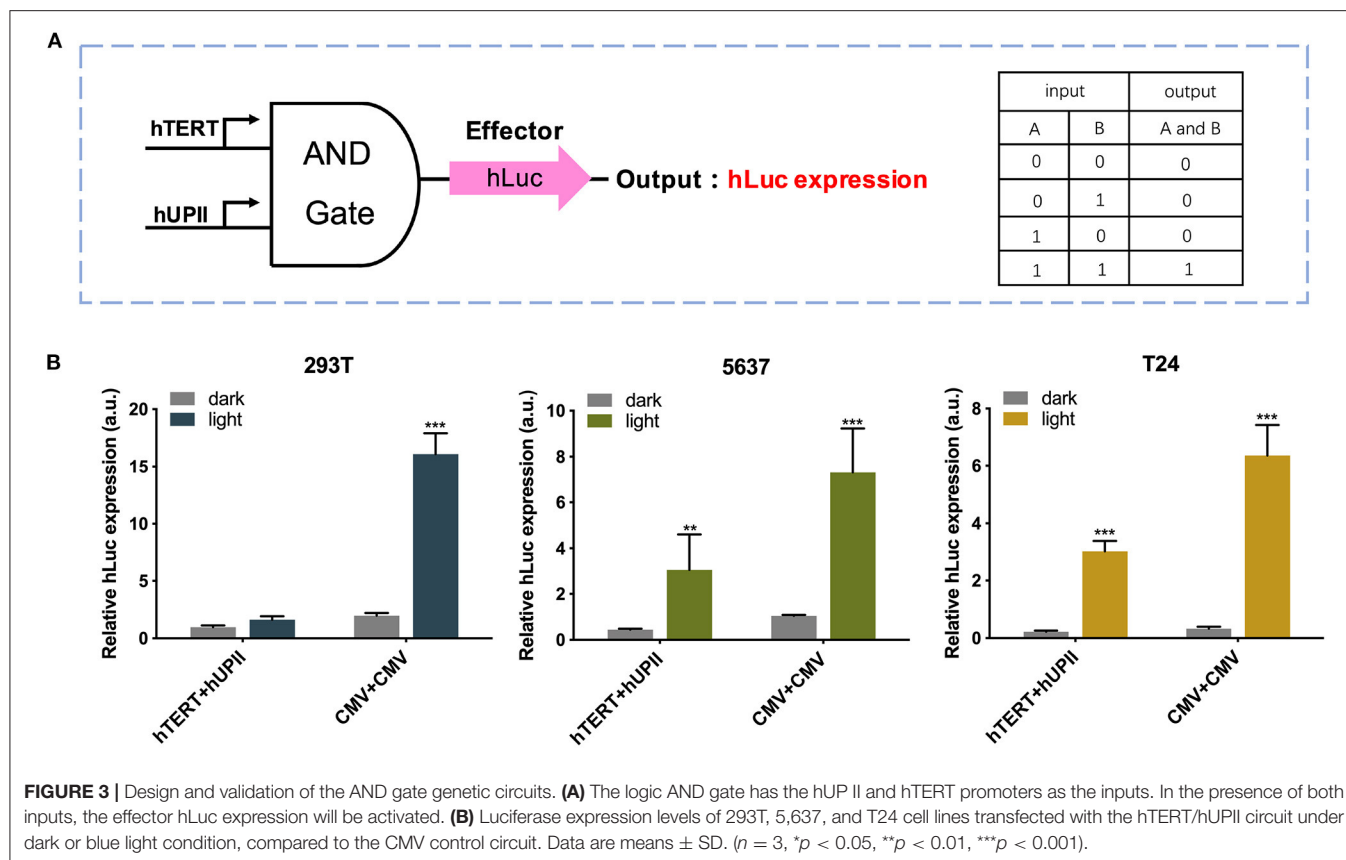 A
hTERT
hUPII
AND
Gate
Effector
hLuc
Output : hLuc expression
input output
A B A and B
0 0 0
0 1 0
1 0 0
1 1 1
B
293T
dark
light
Relative hLuc expression (a.u.)
20
15
10
5
0
***
hTERT+hUPII
CMV+CMV
5637
dark
light
Relative hLuc expression (a.u.)
10
8
6
4
2
0
**
***
hTERT+hUPII
CMV+CMV
T24
dark
light
Relative hLuc expression (a.u.)
8
6
4
2
0
***
***
hTERT+hUPII
CMV+CMV
FIGURE 3 | Design and validation of the AND gate genetic circuits. (A) The logic AND gate has the hUP II and hTERT promoters as the inputs. In the presence of both
inputs, the effector hLuc expression will be activated. (B) Luciferase expression levels of 293T, 5,637, and T24 cell lines transfected with the hTERT/hUPII circuit under
dark or blue light condition, compared to the CMV control circuit. Data are means ± SD. (n = 3, *p < 0.05, **p < 0.01, ***p < 0.001).